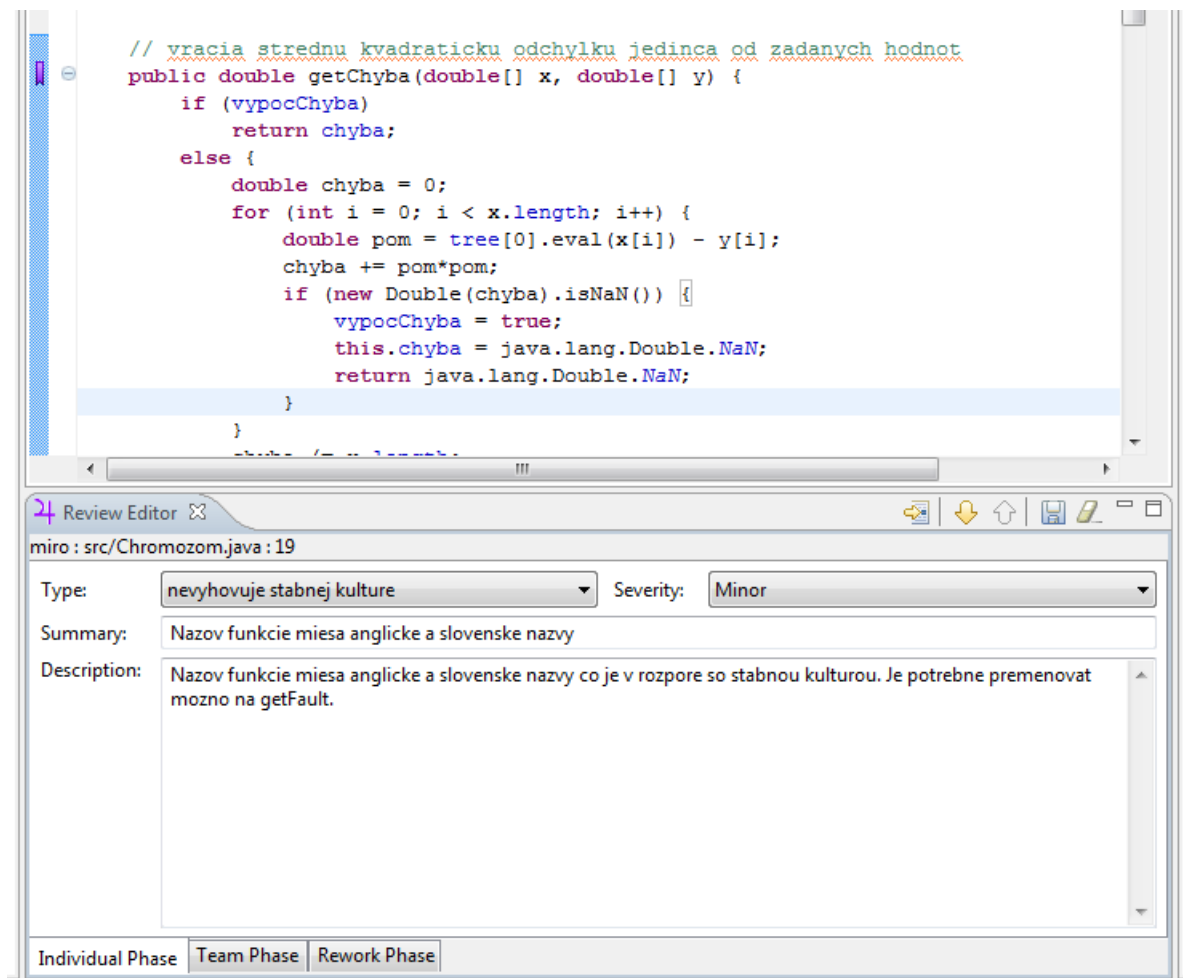 // vracia strednu kvadraticku odchylku jedinca od zadanych hodnot
public double getChyba(double[] x, double[] y) {
if (vypocChyba)
return chyba;
else {
double chyba = 0;
for (int i = 0; i < x.length; i++) {
double pom = tree[0].eval(x[i]) - y[i];
chyba += pom*pom;
if (new Double(chyba).isNaN()) {
vypocChyba = true;
this.chyba = java.lang.Double.NaN;
return java.lang.Double.NaN;
}
}
chyba /= x.length;
Review Editor
miro : src/Chromozom.java : 19
Type: nevyhovuje stabnej kulture Severity: Minor
Summary: Nazov funkcie miesa anglicke a slovenske nazvy
Description: Nazov funkcie miesa anglicke a slovenske nazvy co je v rozpore so stabnou kulturou. Je potrebne premenovat
mozno na getFault.
Individual Phase Team Phase Rework Phase